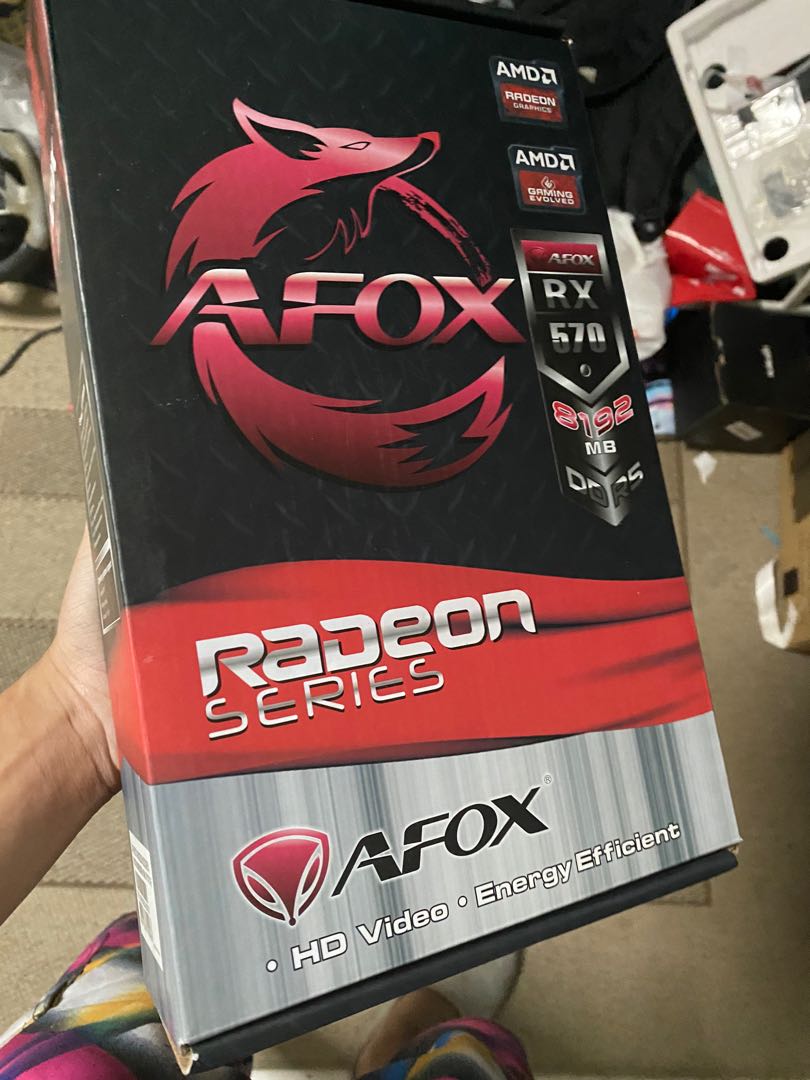 AMD
RADEON
GRAPHICS
AMD
GAMING
EVOLVED
AFOX
AFOX
RX
570
8192
MB
DDR5
RADEON
SERIES
AFOX®
• HD Video • Energy Efficient